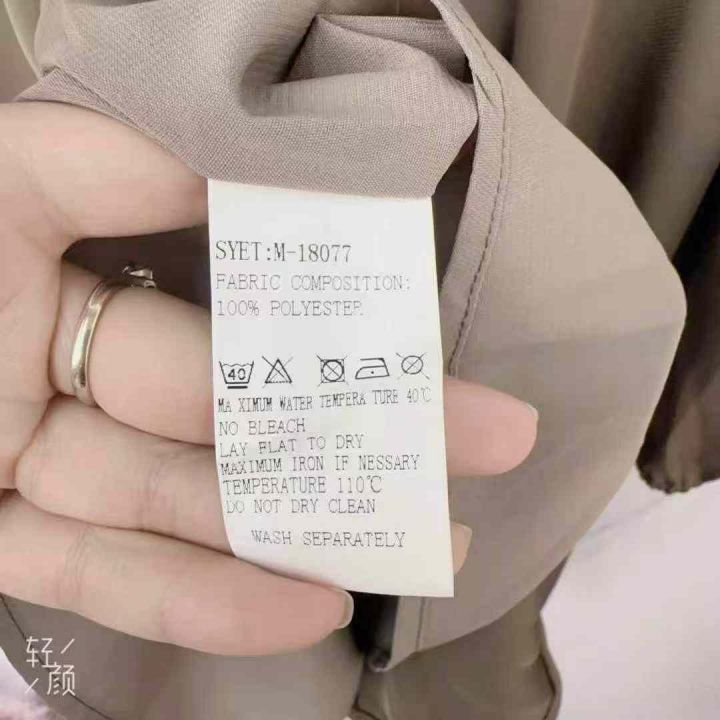 SYET:M-18077
FABRIC COMPOSITION:
100% POLYESTER
40
MA XIMUM WATER TEMPERA TURE 40℃
NO BLEACH
LAY FLAT TO DRY
MAXIMUM IRON IF NESSARY
TEMPERATURE 110℃
DO NOT DRY CLEAN
WASH SEPARATELY
轻
颜